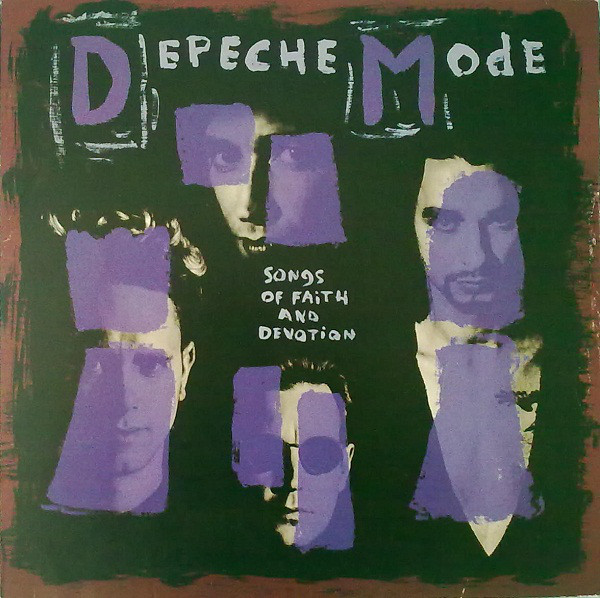 DEPECHE MODE
SONGS
OF FAITH
AND
DEVOTION